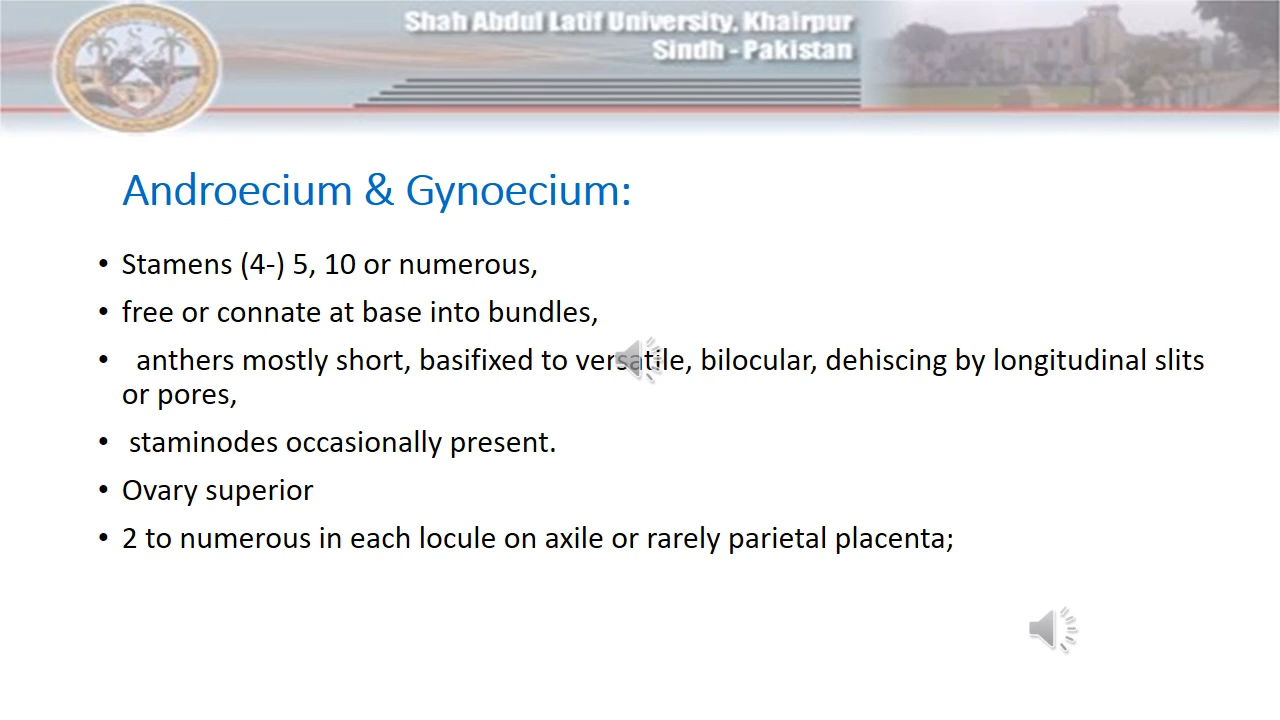 Shah Abdul Latif University, Khairpur
Sindh - Pakistan
Androecium & Gynoecium:
• Stamens (4-) 5, 10 or numerous,
• free or connate at base into bundles,
• anthers mostly short, basifixed to versatile, bilocular, dehiscing by longitudinal slits
or pores,
• staminodes occasionally present.
• Ovary superior
• 2 to numerous in each locule on axile or rarely parietal placenta;